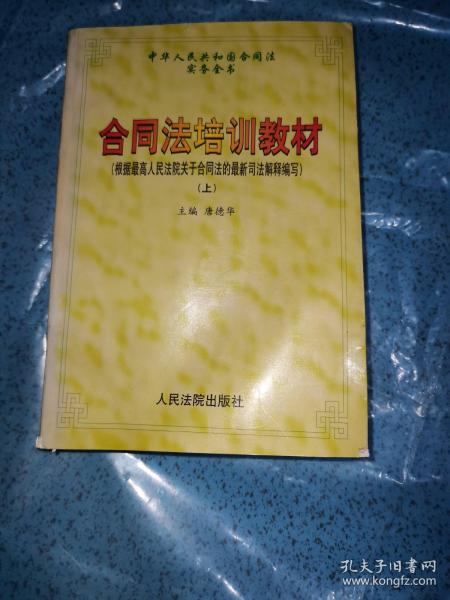 中华人民共和国合同法
实务全书
合同法培训教材
(根据最高人民法院关于合同法的最新司法解释编写)
(上)
主编 唐德华
人民法院出版社
孔夫子旧书网
www.kongfz.com